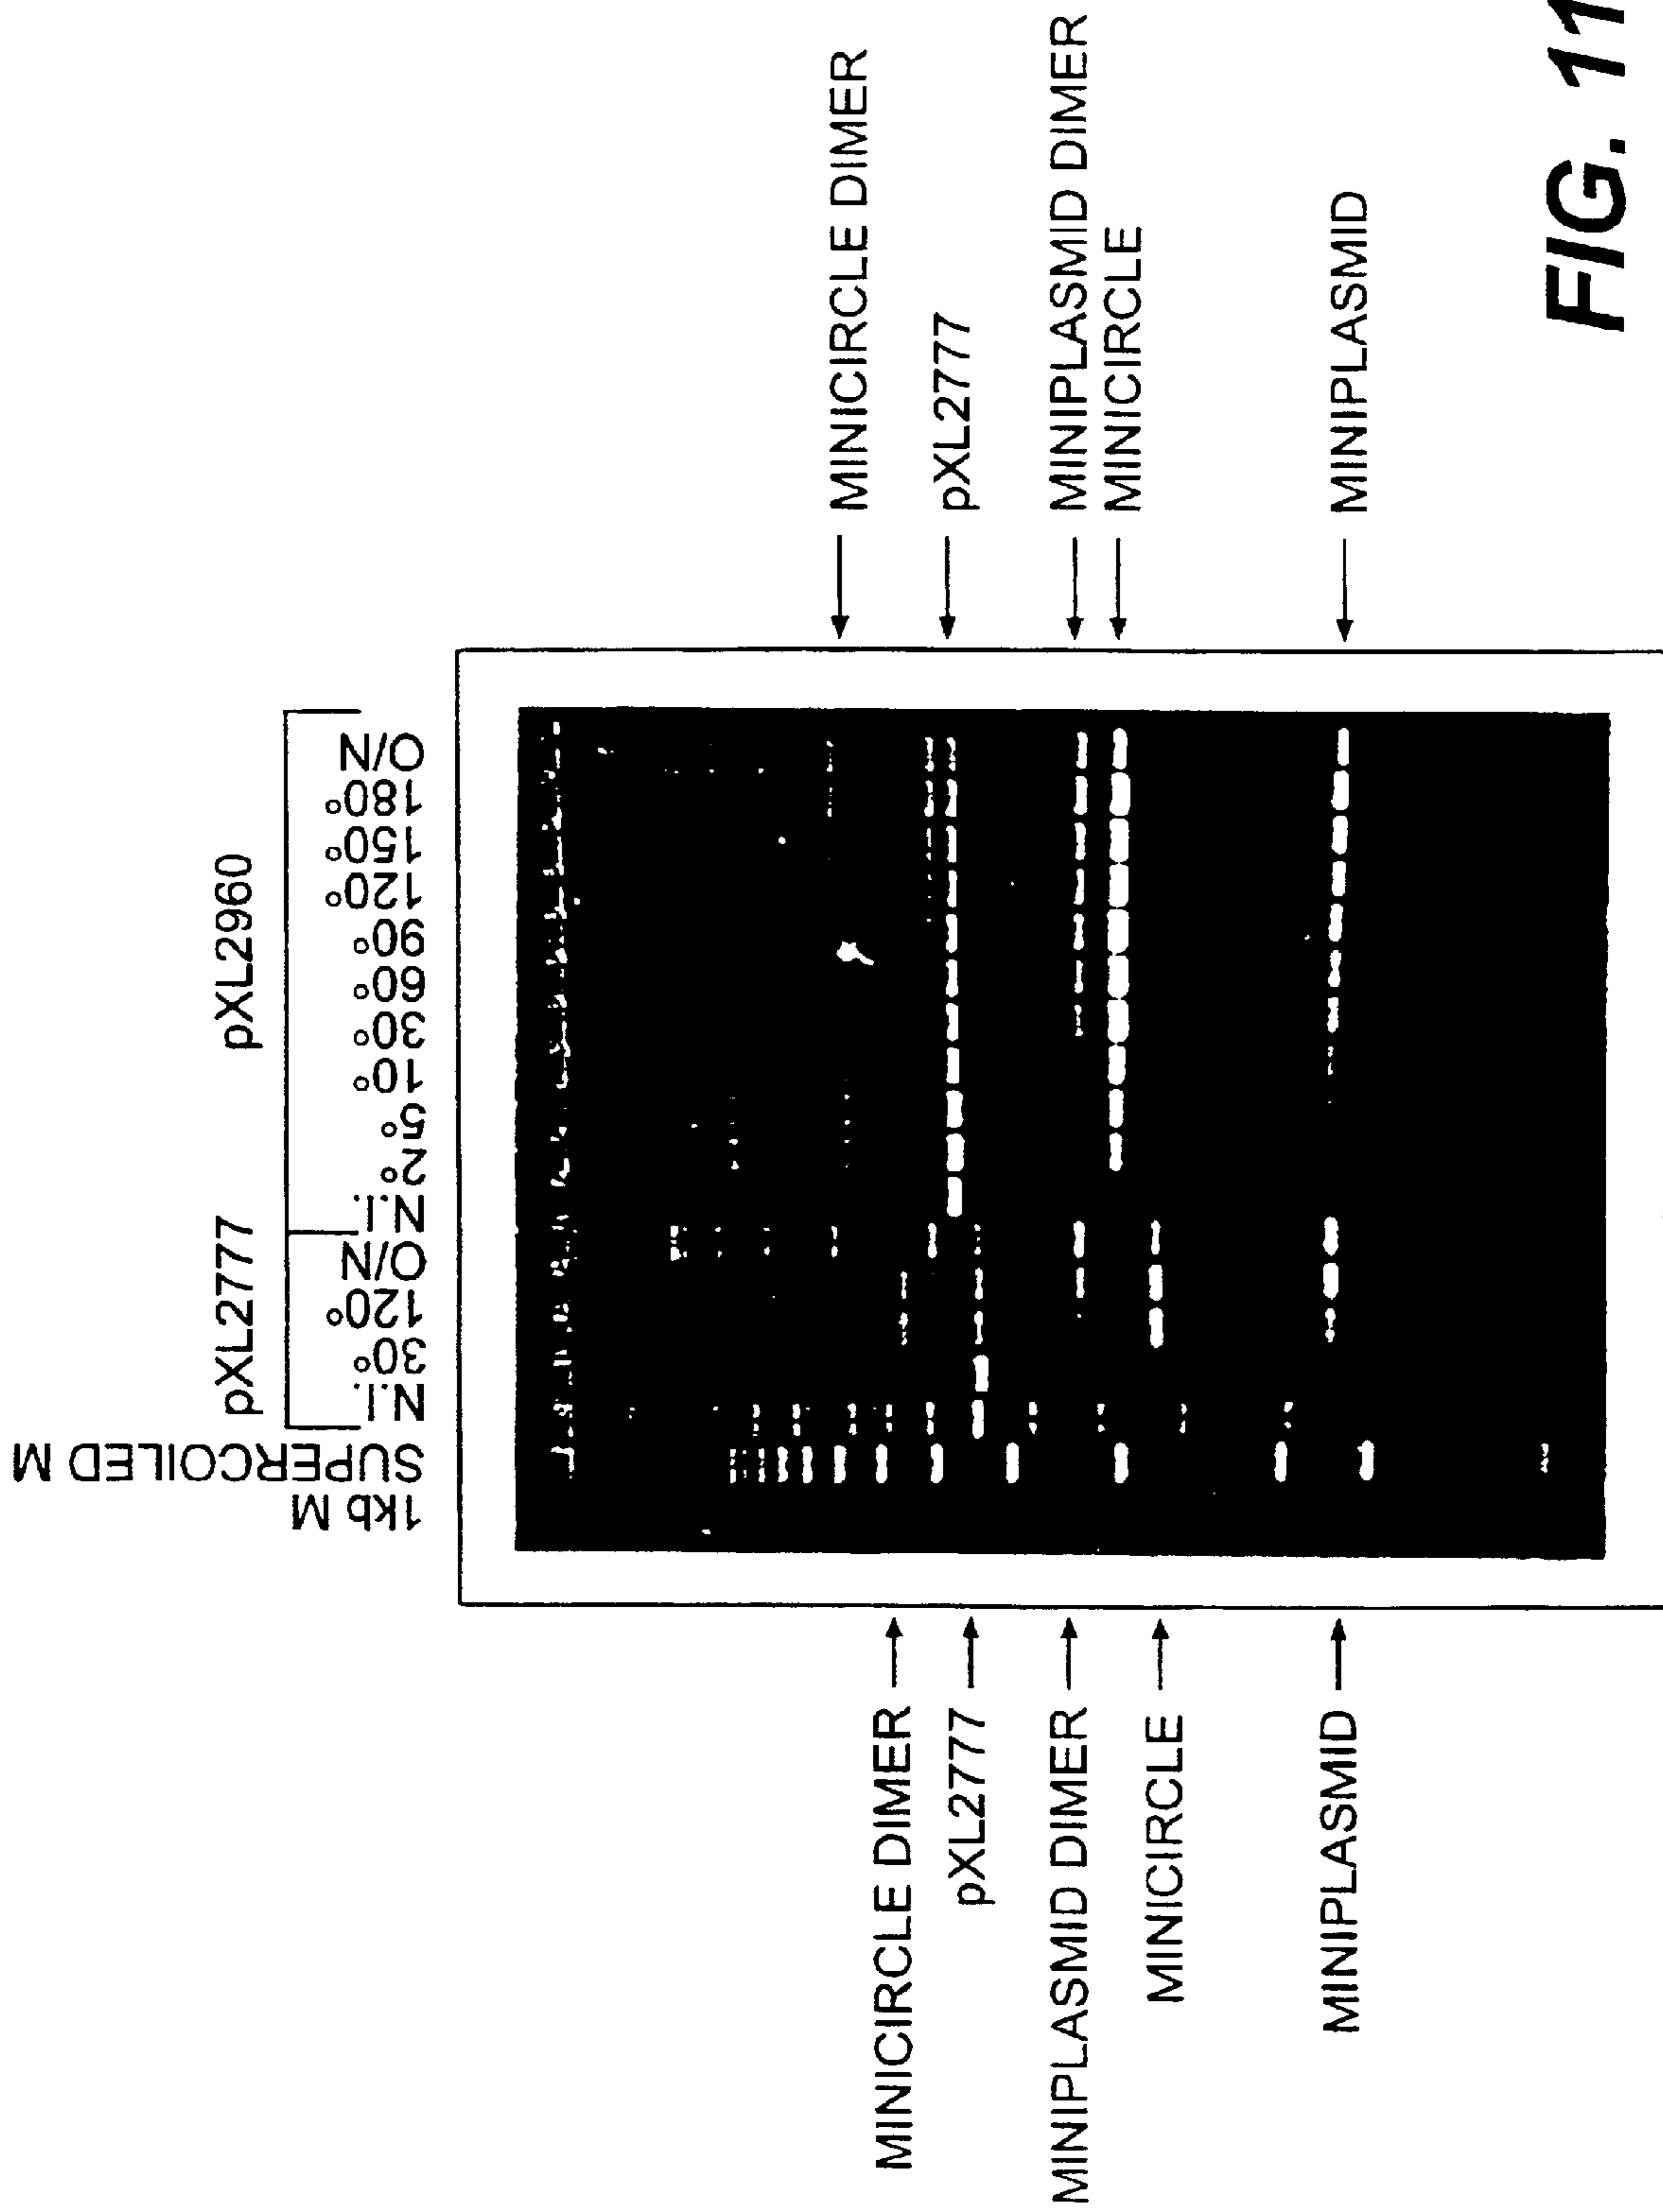 pXL2777
pXL2960
1Kb M
SUPERCOILED M
N.I.
30°
120°
O/N
N.I.
2°
5°
10°
30°
60°
90°
120°
150°
180°
O/N
MINICIRCLE DIMER
pXL2777
MINIPLASMID DIMER
MINICIRCLE
MINIPLASMID
MINICIRCLE DIMER
pXL2777
MINIPLASMID DIMER
MINICIRCLE
MINIPLASMID
FIG. 11